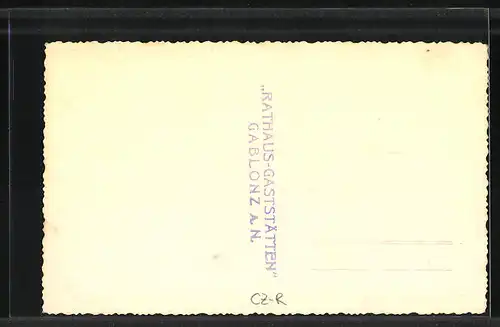 „RATHAUS-GASTSTÄTTEN"
GABLONZ A. N.
CZ-R